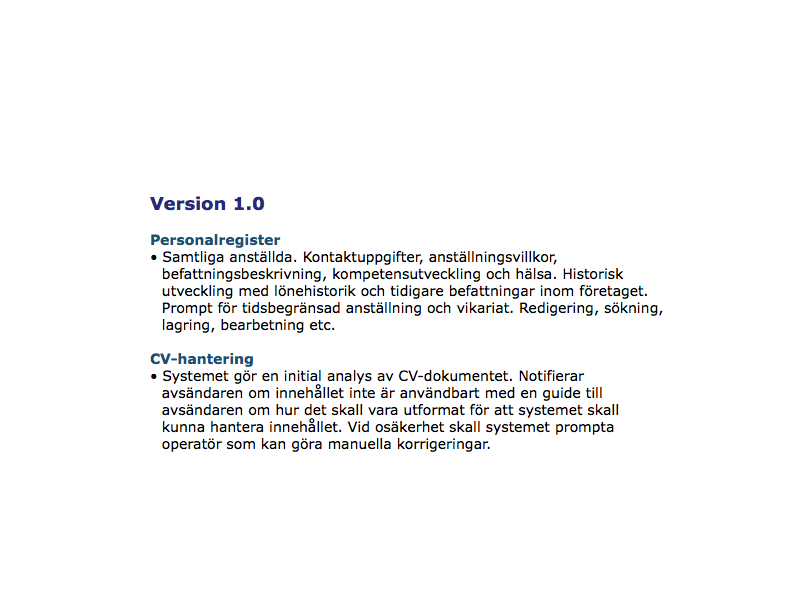 Version 1.0
Personalregister
• Samtliga anställda. Kontaktuppgifter, anställningsvillkor,
befattningsbeskrivning, kompetensutveckling och hälsa. Historisk
utveckling med lönehistorik och tidigare befattningar inom företaget.
Prompt för tidsbegränsad anställning och vikariat. Redigering, sökning,
lagring, bearbetning etc.
CV-hantering
• Systemet gör en initial analys av CV-dokumentet. Notifierar
avsändaren om innehållet inte är användbart med en guide till
avsändaren om hur det skall vara utformat för att systemet skall
kunna hantera innehållet. Vid osäkerhet skall systemet prompta
operatör som kan göra manuella korrigeringar.